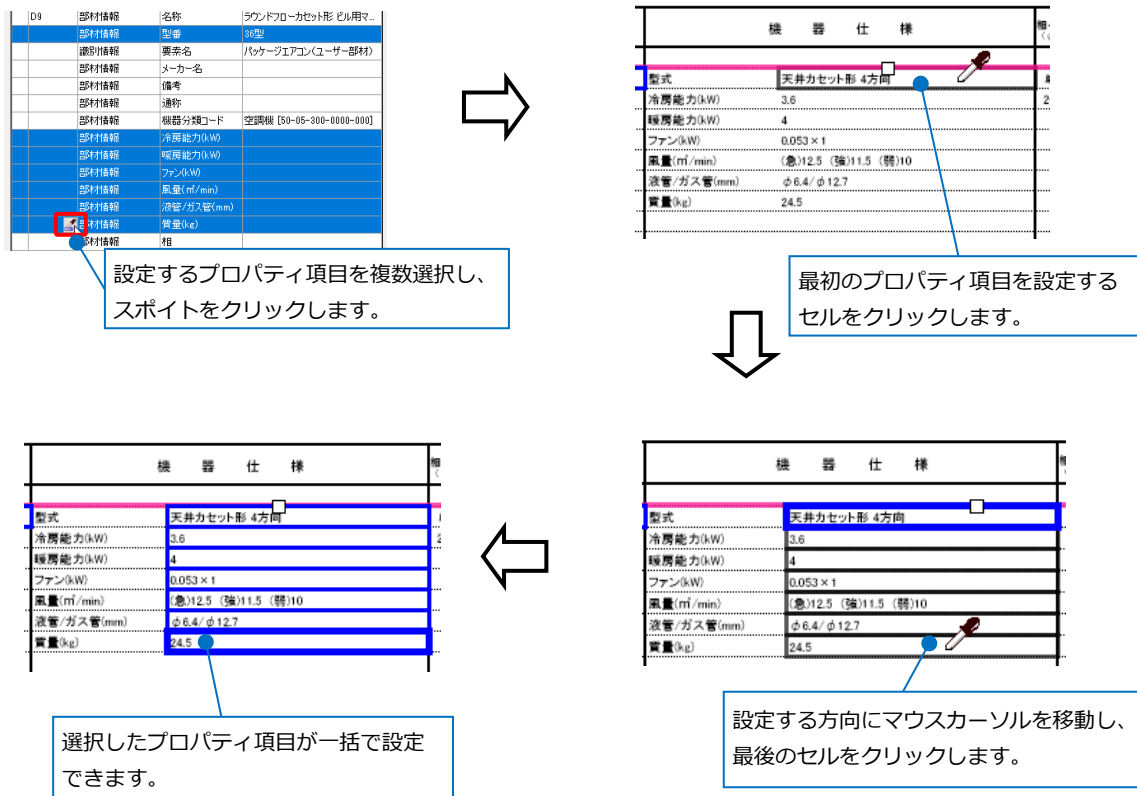 D9 部材情報 名称 ラウンドフローカセット形 ビル用マ...
部材情報 型番 36型
識別情報 要素名 パッケージエアコン(ユーザー部材)
部材情報 メーカー名
部材情報 備考
部材情報 通称
部材情報 機器分類コード 空調機 [50-05-300-0000-000]
部材情報 冷房能力(kW)
部材情報 暖房能力(kW)
部材情報 ファン(kW)
部材情報 風量(㎥/min)
部材情報 液管/ガス管(mm)
部材情報 質量(kg)
部材情報 相
設定するプロパティ項目を複数選択し、
スポイトをクリックします。
機 器 仕 様
型式 天井カセット形 4方向
冷房能力(kW) 3.6
暖房能力(kW) 4
ファン(kW) 0.053×1
風量(㎥/min) (急)12.5 (強)11.5 (弱)10
液管/ガス管(mm) φ6.4/φ12.7
質量(kg) 24.5
最初のプロパティ項目を設定する
セルをクリックします。
機 器 仕 様
型式 天井カセット形 4方向
冷房能力(kW) 3.6
暖房能力(kW) 4
ファン(kW) 0.053×1
風量(㎥/min) (急)12.5 (強)11.5 (弱)10
液管/ガス管(mm) φ6.4/φ12.7
質量(kg) 24.5
設定する方向にマウスカーソルを移動し、
最後のセルをクリックします。
機 器 仕 様
型式 天井カセット形 4方向
冷房能力(kW) 3.6
暖房能力(kW) 4
ファン(kW) 0.053×1
風量(㎥/min) (急)12.5 (強)11.5 (弱)10
液管/ガス管(mm) φ6.4/φ12.7
質量(kg) 24.5
選択したプロパティ項目が一括で設定
できます。